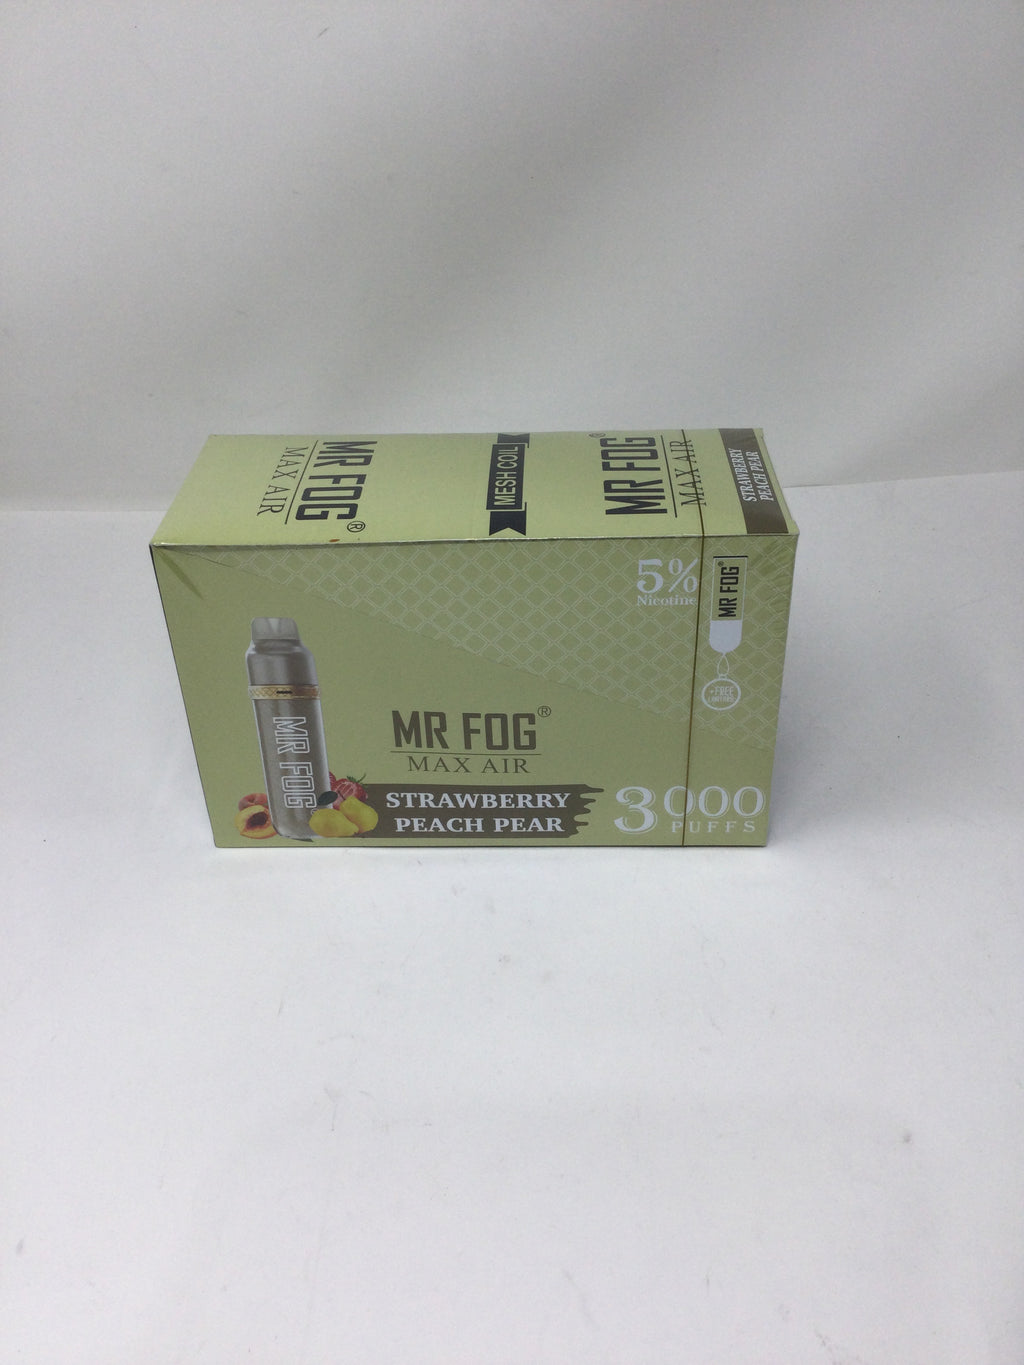 MR FOG®
MAX AIR
MESH COIL
MR FOG®
MAX AIR
STRAWBERRY
PEACH PEAR
5%
Nicotine
MR FOG®
+FREE
MR FOG
MR FOG®
MAX AIR
STRAWBERRY
PEACH PEAR
3000
PUFFS